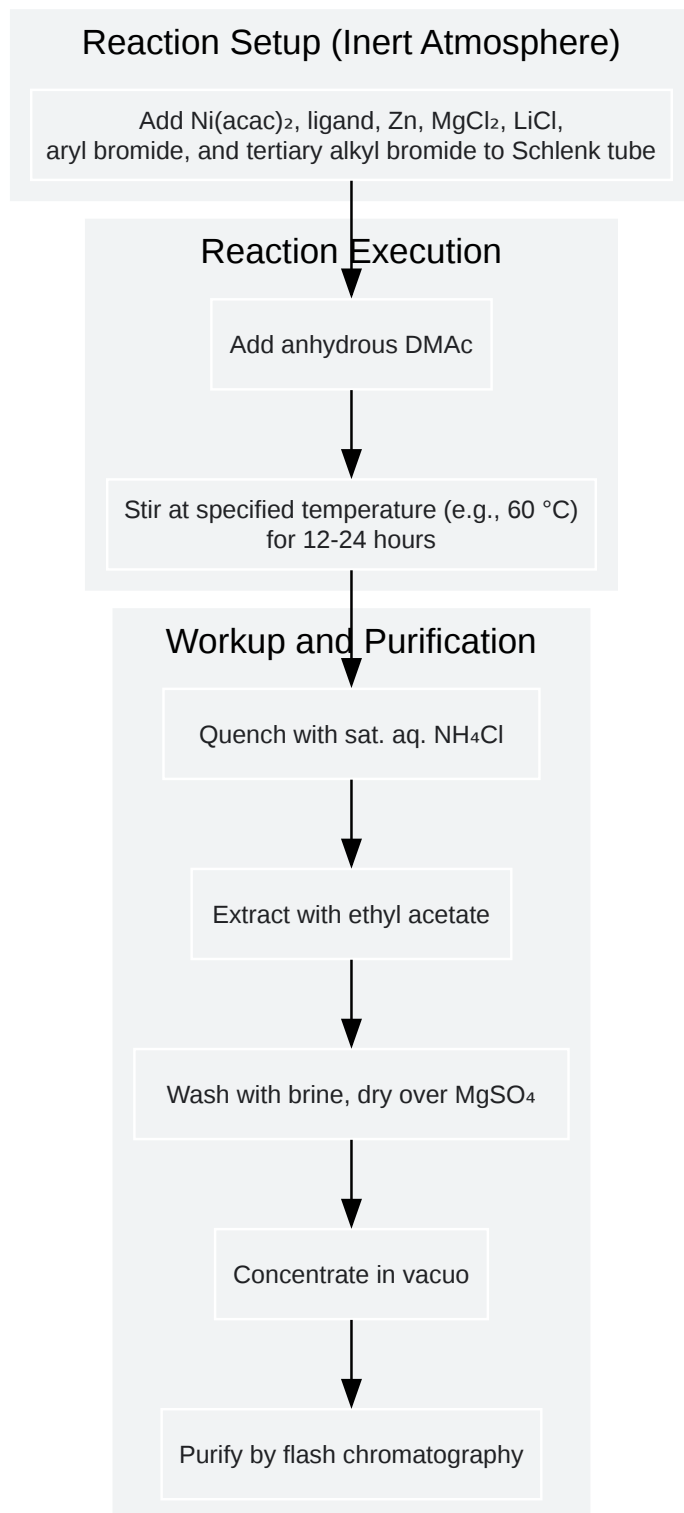 Reaction Setup (Inert Atmosphere)
Add Ni(acac)₂, ligand, Zn, MgCl₂, LiCl,
aryl bromide, and tertiary alkyl bromide to Schlenk tube
Reaction Execution
Add anhydrous DMAc
Stir at specified temperature (e.g., 60 °C)
for 12-24 hours
Workup and Purification
Quench with sat. aq. NH₄Cl
Extract with ethyl acetate
Wash with brine, dry over MgSO₄
Concentrate in vacuo
Purify by flash chromatography